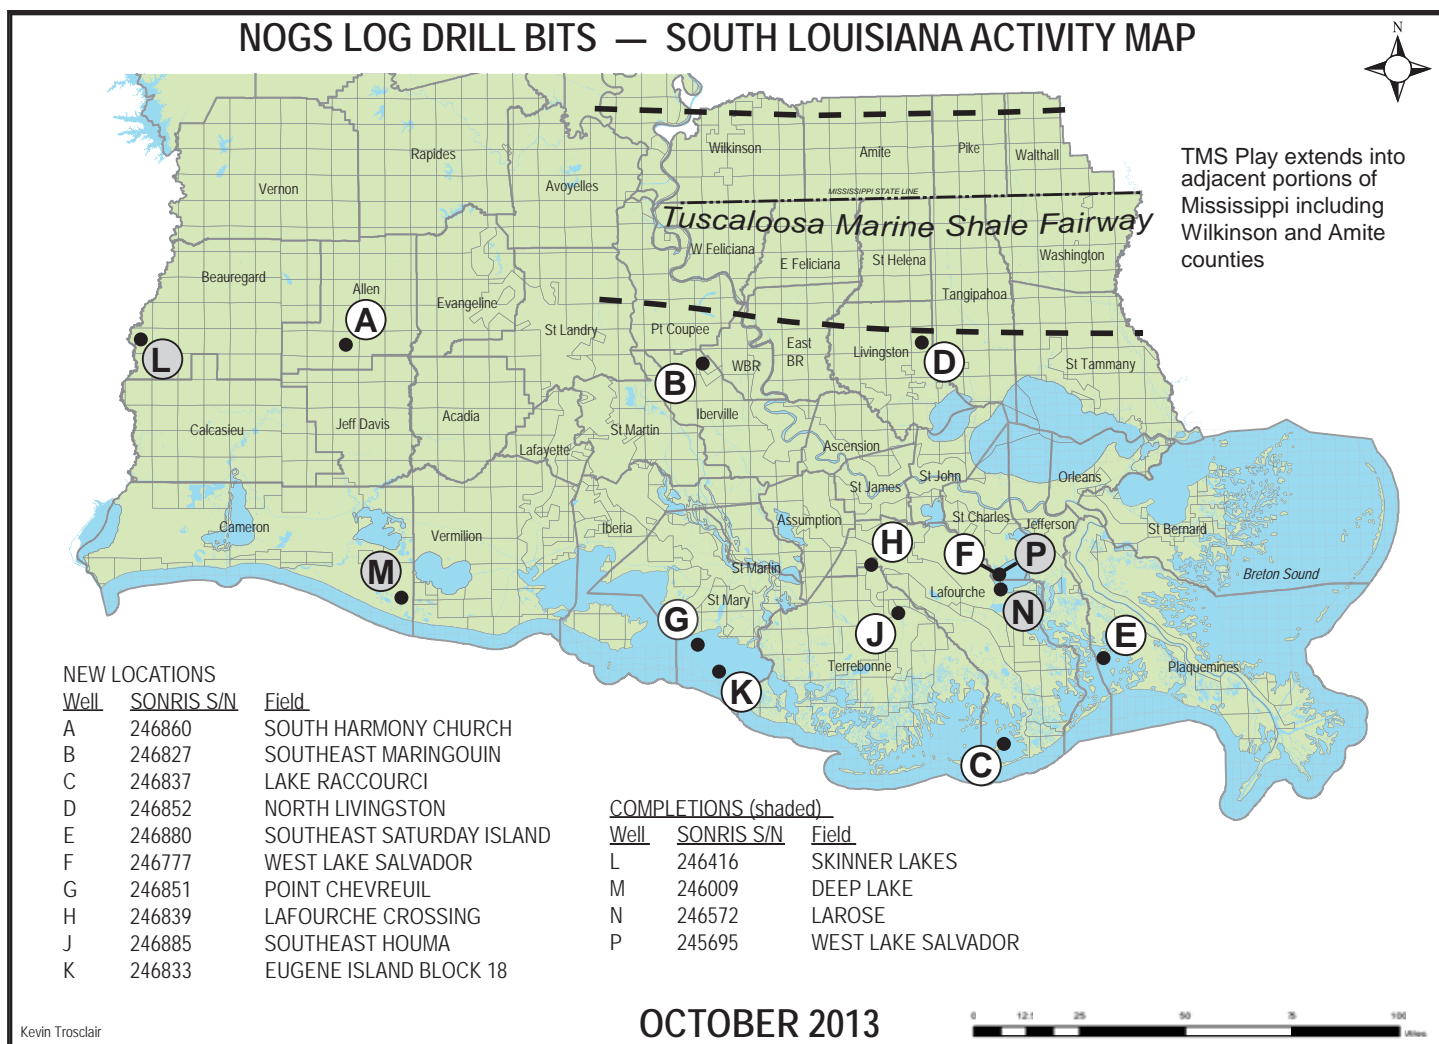 NOGS LOG DRILL BITS — SOUTH LOUISIANA ACTIVITY MAP
N
TMS Play extends into
adjacent portions of
Mississippi including
Wilkinson and Amite
counties
Wilkinson
Amite
Pike
Walthall
Rapides
Vernon
Avoyelles
MISSISSIPPI STATE LINE
Tuscaloosa Marine Shale Fairway
W Feliciana
E Feliciana
St Helena
Washington
Beauregard
Allen
Evangeline
Tangipahoa
A
St Landry
Pt Coupee
East
BR
Livingston
L
D
WBR
St Tammany
B
Iberville
Calcasieu
Jeff Davis
Acadia
St Martin
Lafayette
Ascension
St John
Orleans
St James
Cameron
Vermilion
Iberia
Assumption
St Charles
Jefferson
St Bernard
H
F
P
M
St Martin
Breton Sound
Lafourche
St Mary
N
G
J
E
Terrebonne
Plaquemines
K
C
NEW LOCATIONS
Well SONRIS S/N Field
A 246860 SOUTH HARMONY CHURCH
B 246827 SOUTHEAST MARINGOUIN
C 246837 LAKE RACCOURCI
D 246852 NORTH LIVINGSTON
E 246880 SOUTHEAST SATURDAY ISLAND
F 246777 WEST LAKE SALVADOR
G 246851 POINT CHEVREUIL
H 246839 LAFOURCHE CROSSING
J 246885 SOUTHEAST HOUMA
K 246833 EUGENE ISLAND BLOCK 18
COMPLETIONS (shaded)
Well SONRIS S/N Field
L 246416 SKINNER LAKES
M 246009 DEEP LAKE
N 246572 LAROSE
P 245695 WEST LAKE SALVADOR
Kevin Trosclair
OCTOBER 2013
0 25 50 100
Miles